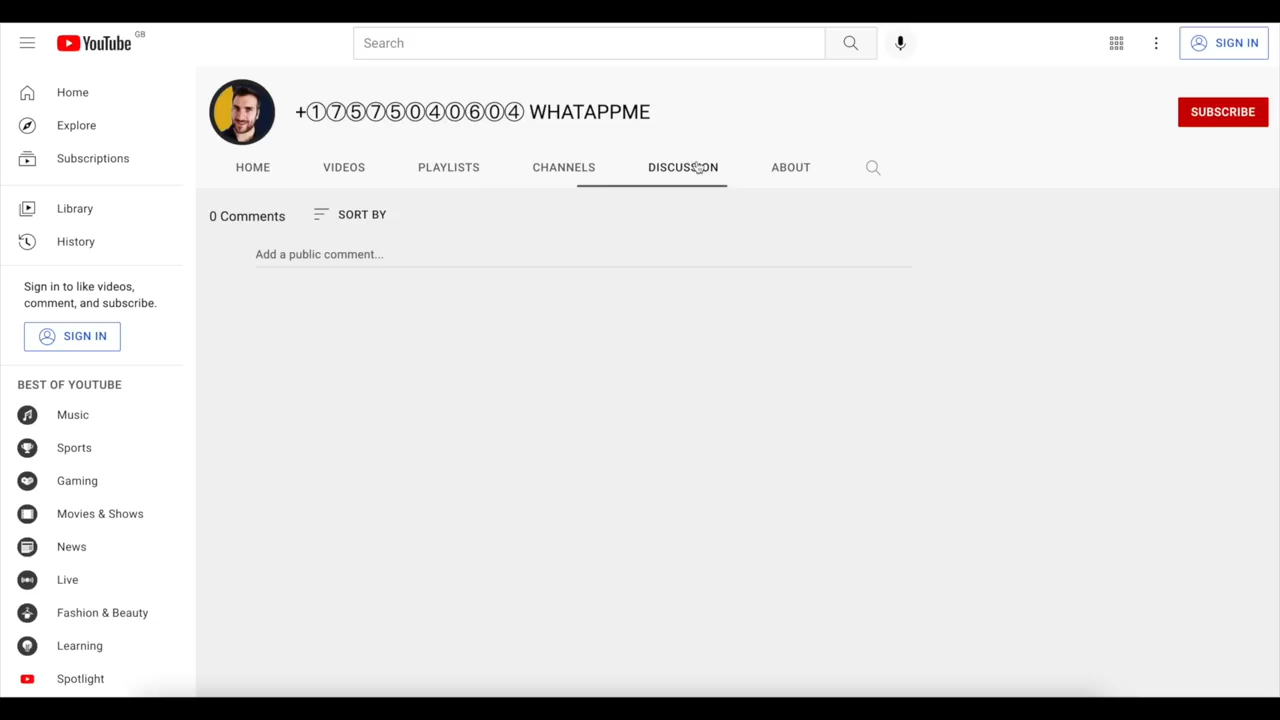 YouTube GB
Search
SIGN IN
Home
Explore
Subscriptions
Library
History
Sign in to like videos,
comment, and subscribe.
SIGN IN
BEST OF YOUTUBE
Music
Sports
Gaming
Movies & Shows
News
Live
Fashion & Beauty
Learning
Spotlight
+①⑦⑤⑦⑤⓪④⓪⑥⓪④ WHATAPPME
SUBSCRIBE
HOME VIDEOS PLAYLISTS CHANNELS DISCUSSION ABOUT
0 Comments SORT BY
Add a public comment...